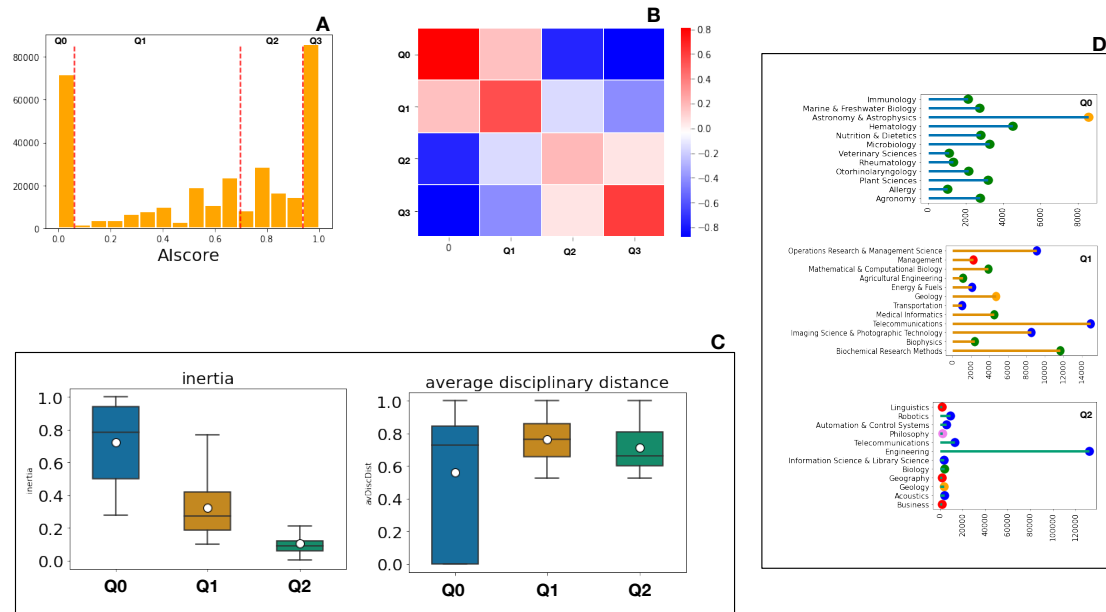 A
Q0 Q1 Q2 Q3
80000
60000
40000
20000
0
0.0 0.2 0.4 0.6 0.8 1.0
AIscore
B
Q0
Q1
Q2
Q3
0 Q1 Q2 Q3
0.8
0.6
0.4
0.2
0.0
−0.2
−0.4
−0.6
−0.8
C
inertia
1.0
0.8
0.6
0.4
0.2
0.0
inertia
Q0 Q1 Q2
average disciplinary distance
1.0
0.8
0.6
0.4
0.2
0.0
avDiscDist
Q0 Q1 Q2
D
Q0
Immunology
Marine & Freshwater Biology
Astronomy & Astrophysics
Hematology
Nutrition & Dietetics
Microbiology
Veterinary Sciences
Rheumatology
Otorhinolaryngology
Plant Sciences
Allergy
Agronomy
0 2000 4000 6000 8000
Q1
Operations Research & Management Science
Management
Mathematical & Computational Biology
Agricultural Engineering
Energy & Fuels
Geology
Transportation
Medical Informatics
Telecommunications
Imaging Science & Photographic Technology
Biophysics
Biochemical Research Methods
0 2000 4000 6000 8000 10000 12000 14000
Q2
Linguistics
Robotics
Automation & Control Systems
Philosophy
Telecommunications
Engineering
Information Science & Library Science
Biology
Geography
Geology
Acoustics
Business
0 20000 40000 60000 80000 100000 120000